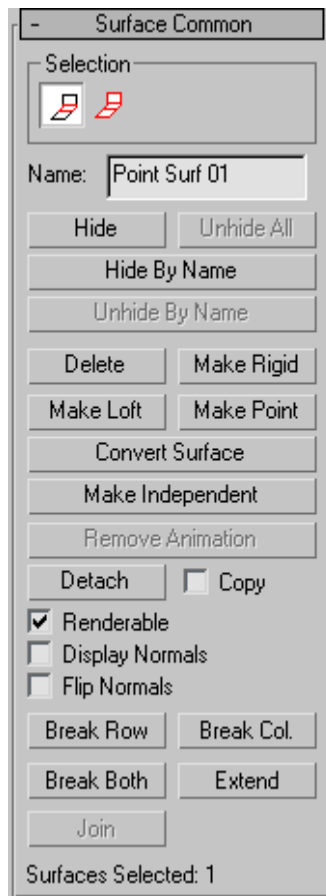 - Surface Common
Selection
Name: Point Surf 01
Hide Unhide All
Hide By Name
Unhide By Name
Delete Make Rigid
Make Loft Make Point
Convert Surface
Make Independent
Remove Animation
Detach Copy
Renderable
Display Normals
Flip Normals
Break Row Break Col.
Break Both Extend
Join
Surfaces Selected: 1